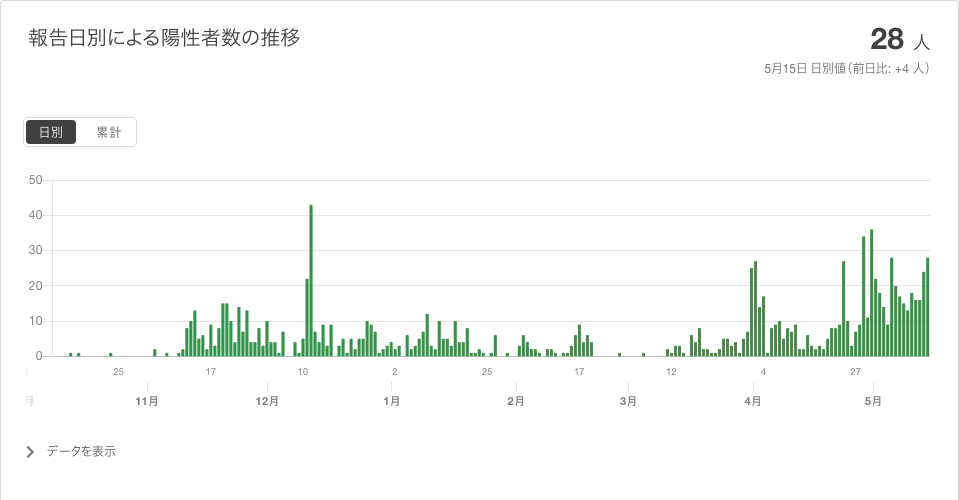 報告日別による陽性者数の推移
28 人
5月15日 日別値（前日比: +4 人）
日別 累計
50
40
30
20
10
0
25 17 10 2 25 17 12 4 27
月 11月 12月 1月 2月 3月 4月 5月
データを表示